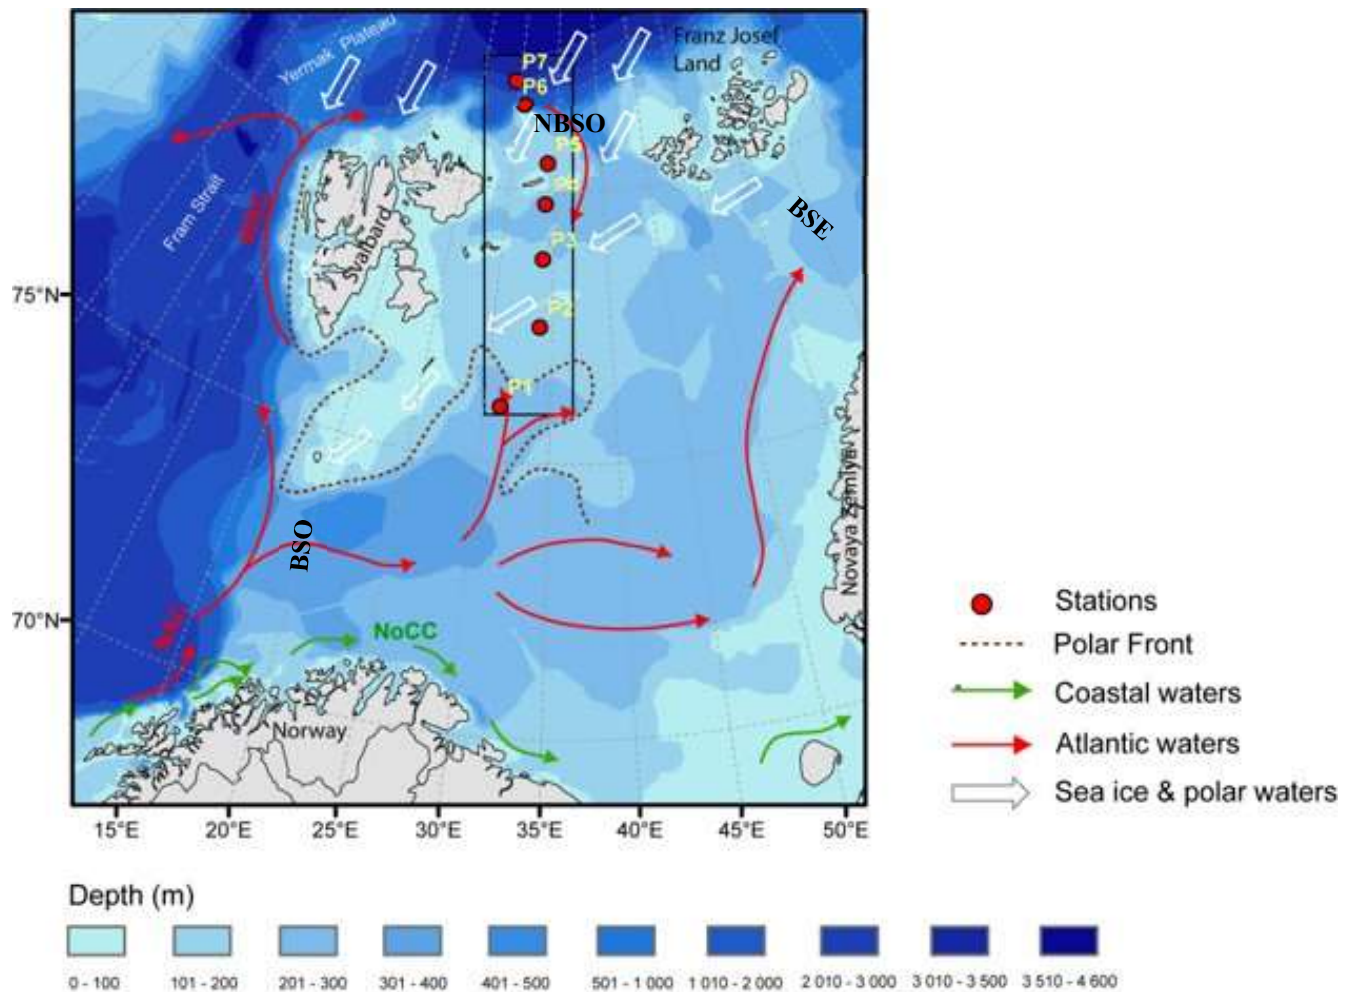 Yermak Plateau
Franz Josef
Land
P7
P6
NBSO
P5
Fram Strait
Svalbard
BSE
P3
75°N
P2
P1
Novaya Zemlya
BSO
70°N
NoCC
Norway
15°E 20°E 25°E 30°E 35°E 40°E 45°E 50°E
Stations
Polar Front
Coastal waters
Atlantic waters
Sea ice & polar waters
Depth (m)
0 - 100 101 - 200 201 - 300 301 - 400 401 - 500 501 - 1 000 1 010 - 2 000 2 010 - 3 000 3 010 - 3 500 3 510 - 4 600